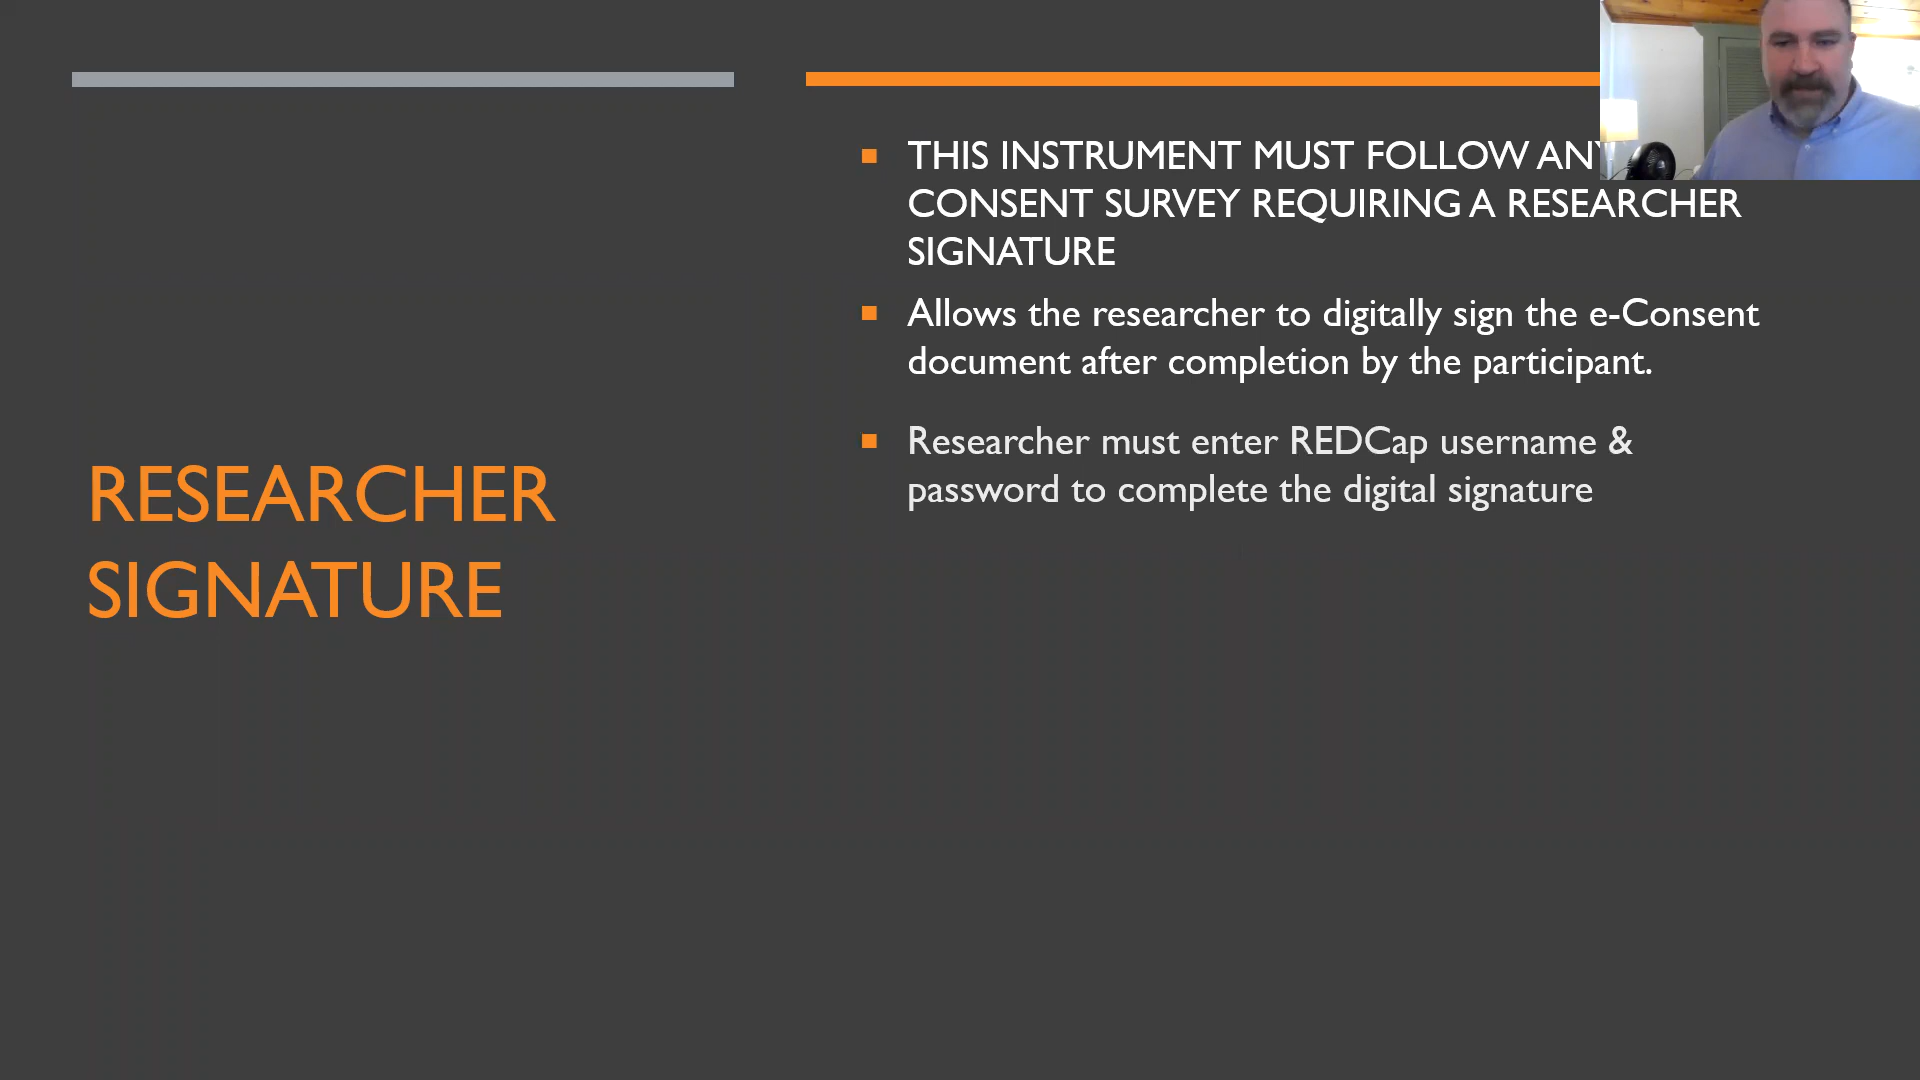 RESEARCHER
SIGNATURE
THIS INSTRUMENT MUST FOLLOW ANY
CONSENT SURVEY REQUIRING A RESEARCHER
SIGNATURE
Allows the researcher to digitally sign the e-Consent
document after completion by the participant.
Researcher must enter REDCap username &
password to complete the digital signature